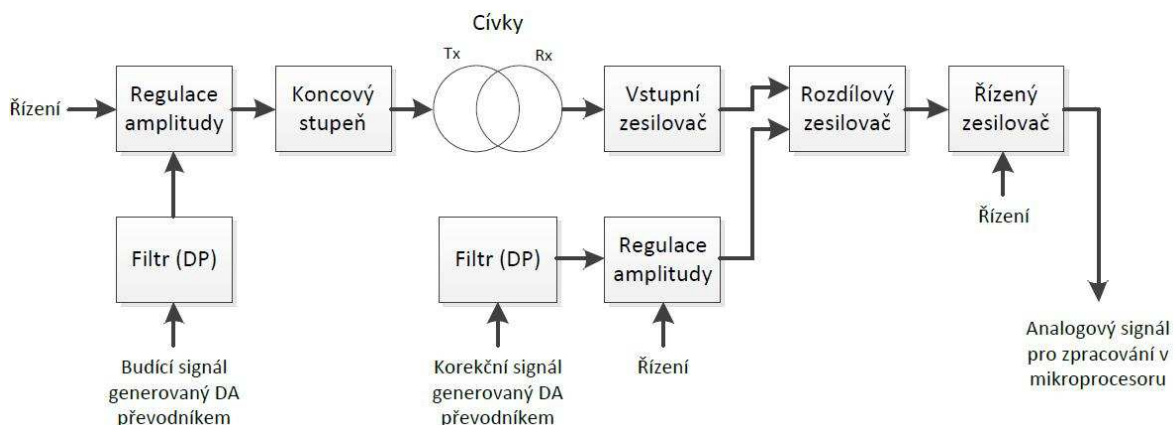 Cívky
Tx
Rx
Řízení
Regulace
amplitudy
Koncový
stupeň
Vstupní
zesilovač
Rozdílový
zesilovač
Řízený
zesilovač
Filtr (DP)
Filtr (DP)
Regulace
amplitudy
Řízení
Budící signál
generovaný DA
převodníkem
Korekční signál
generovaný DA
převodníkem
Řízení
Analogový signál
pro zpracování v
mikroprocesoru